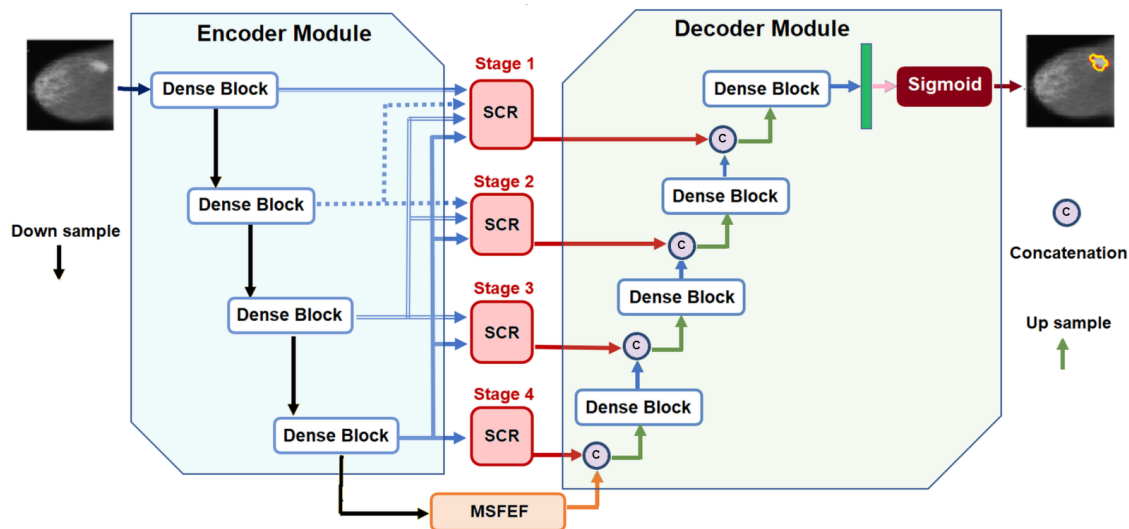 Encoder Module
Decoder Module
Stage 1
Dense Block
SCR
Dense Block
Sigmoid
C
Stage 2
Dense Block
SCR
Dense Block
C
Down sample
C
Concatenation
Stage 3
Dense Block
SCR
Dense Block
C
Up sample
Stage 4
Dense Block
SCR
Dense Block
C
MSFEF